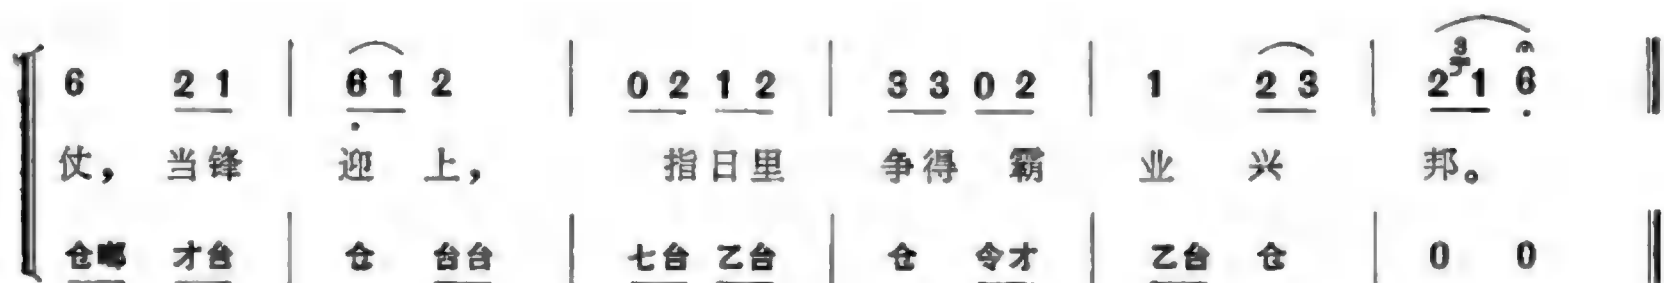 6 2 1 | 6 1 2 | 0 2 1 2 | 3 3 0 2 | 1 2 3 | 2 3 1 6
仗，当锋 迎 上， 指日里 争得 霸 业 兴 邦。
仓啷 才台 | 仓 台台 | 七台 乙台 | 仓 令才 | 乙台 仓 | 0 0